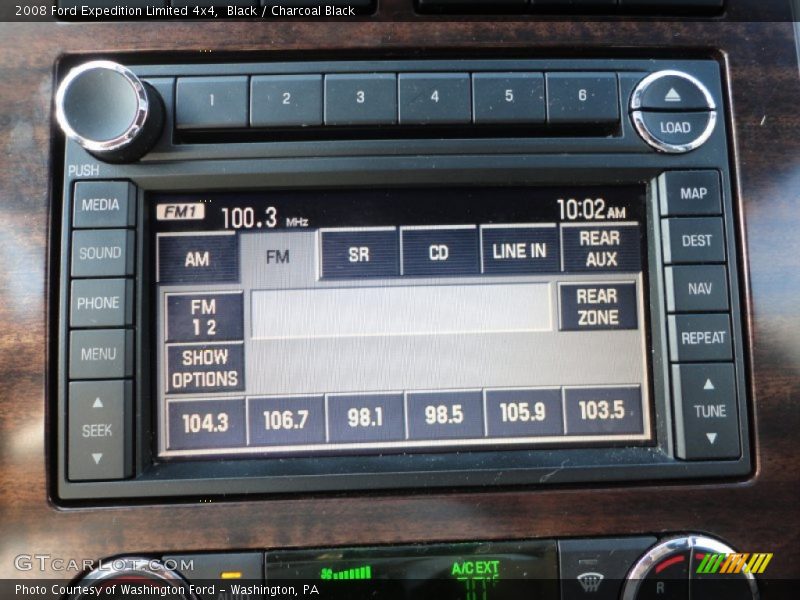 2008 Ford Expedition Limited 4x4,  Black / Charcoal Black
1 2 3 4 5 6
LOAD
PUSH
MEDIA
SOUND
PHONE
MENU
SEEK
FM1 100.3 MHz 10:02AM
AM FM SR CD LINE IN REAR AUX
FM 1 2
REAR ZONE
SHOW OPTIONS
104.3 106.7 98.1 98.5 105.9 103.5
MAP
DEST
NAV
REPEAT
TUNE
A/C EXT
R
GTCARLOT.COM
Photo Courtesy of Washington Ford - Washington, PA